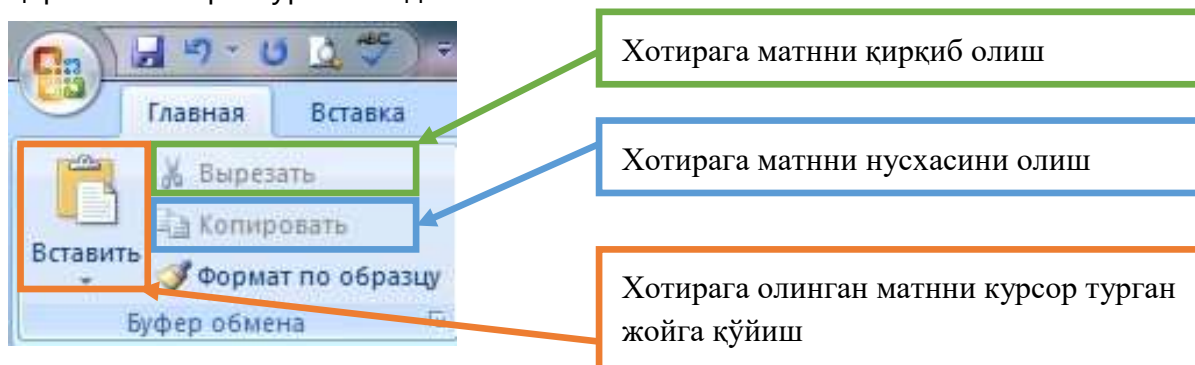 Хотирага матнни қирқиб олиш
ABC
Главная Вставка
Вырезать
Хотирага матнни нусхасини олиш
Копировать
Вставить
Формат по образцу
Хотирага олинган матнни курсор турган
жойга қўйиш
Буфер обмена